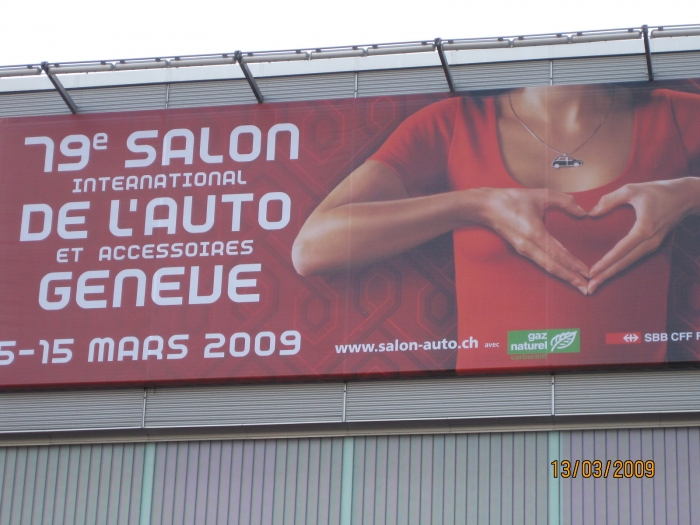 79e SALON
INTERNATIONAL
DE L'AUTO
ET ACCESSOIRES
GENEVE
5-15 MARS 2009
www.salon-auto.ch avec
gaz
naturel
SBB CFF F
13/03/2009